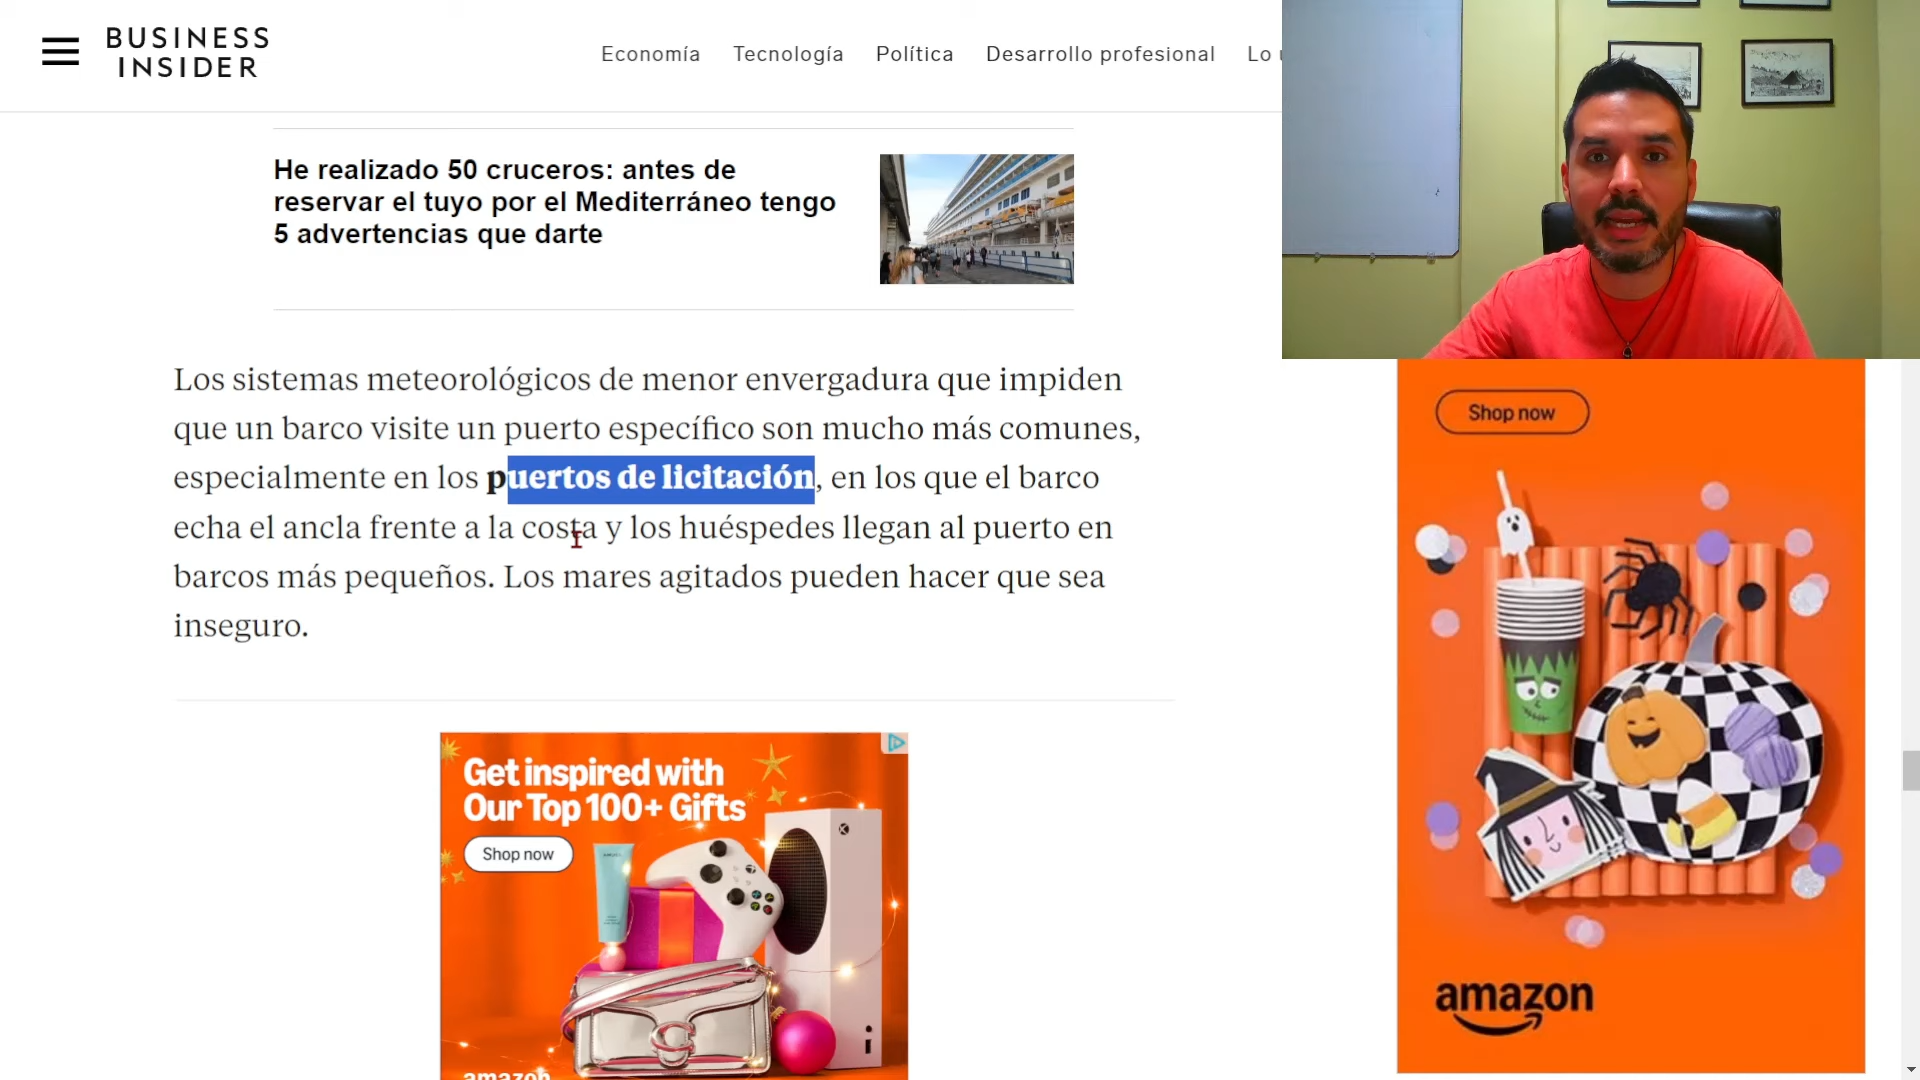 BUSINESS
INSIDER
Economía Tecnología Política Desarrollo profesional Lo
He realizado 50 cruceros: antes de
reservar el tuyo por el Mediterráneo tengo
5 advertencias que darte
Los sistemas meteorológicos de menor envergadura que impiden
que un barco visite un puerto específico son mucho más comunes,
especialmente en los puertos de licitación, en los que el barco
echa el ancla frente a la costa y los huéspedes llegan al puerto en
barcos más pequeños. Los mares agitados pueden hacer que sea
inseguro.
Get inspired with
Our Top 100+ Gifts
Shop now
amazon
Shop now
amazon